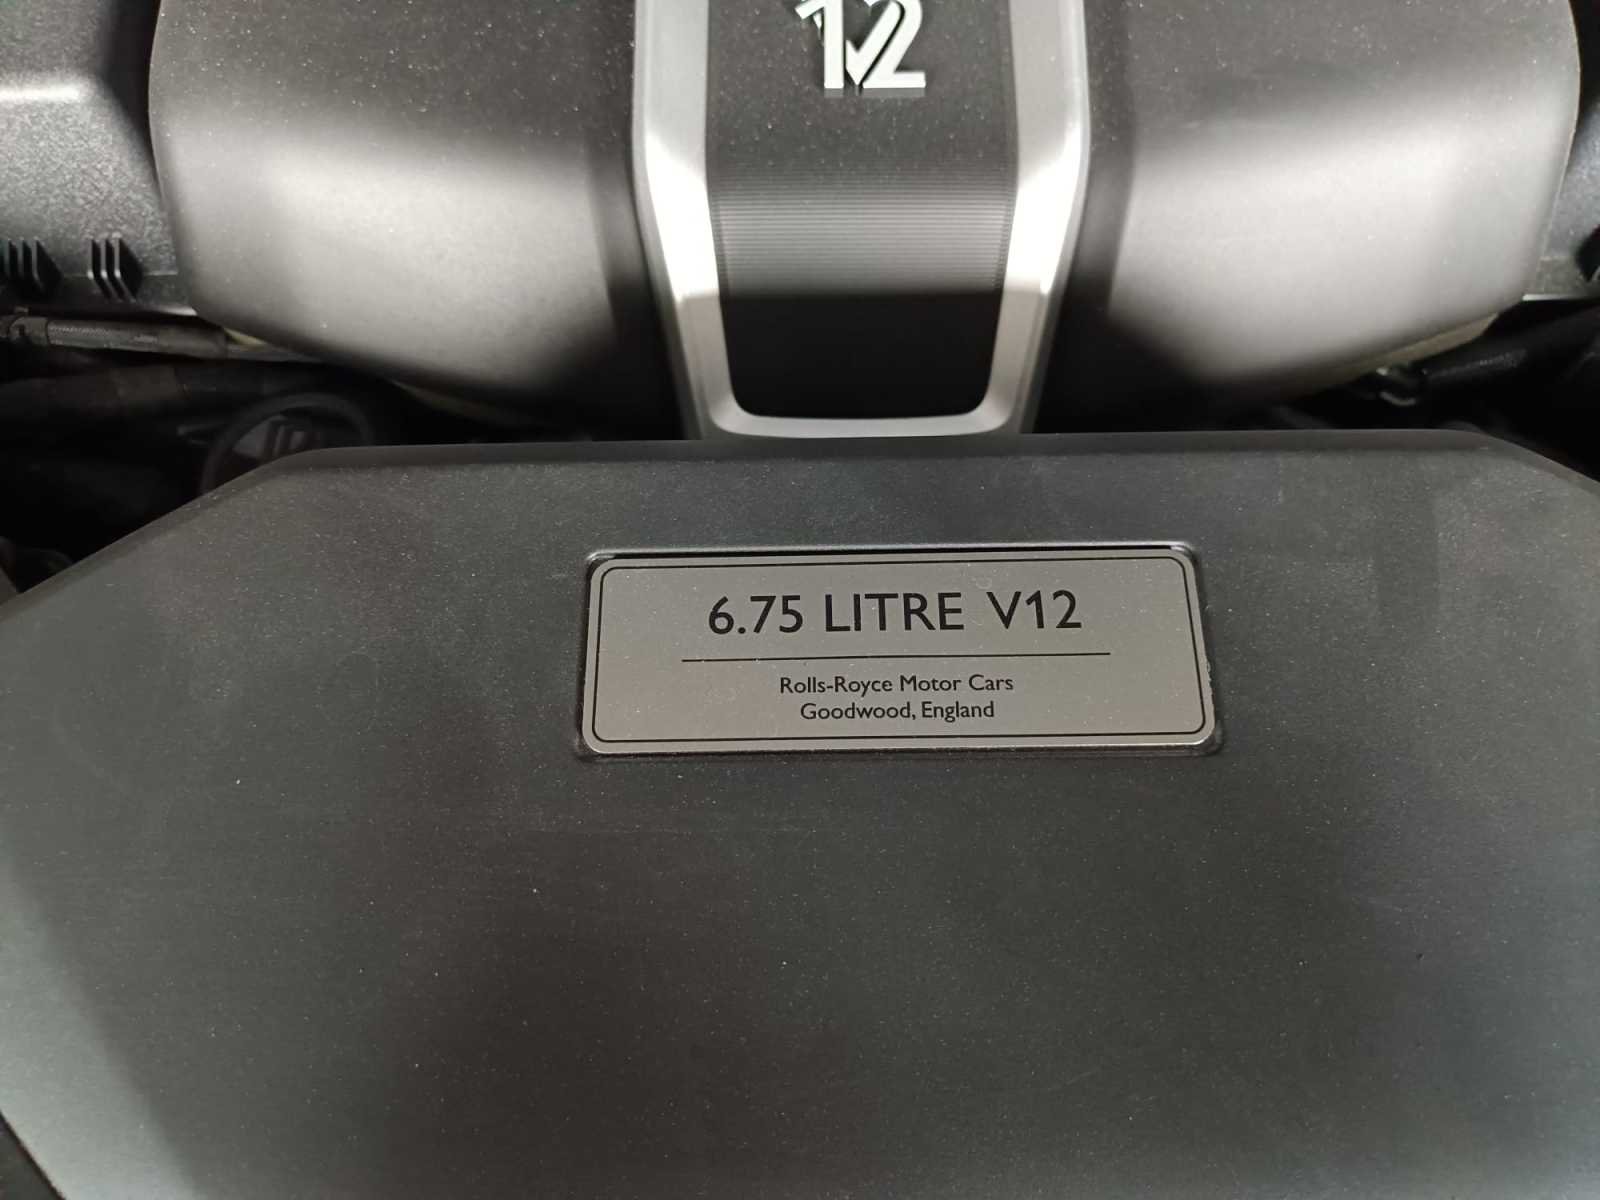 V12
6.75 LITRE V12
Rolls-Royce Motor Cars
Goodwood, England